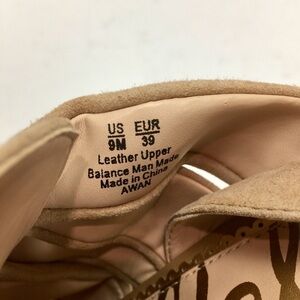 US EUR
9M 39
Leather Upper
Balance Man Made
Made in China
AWAN